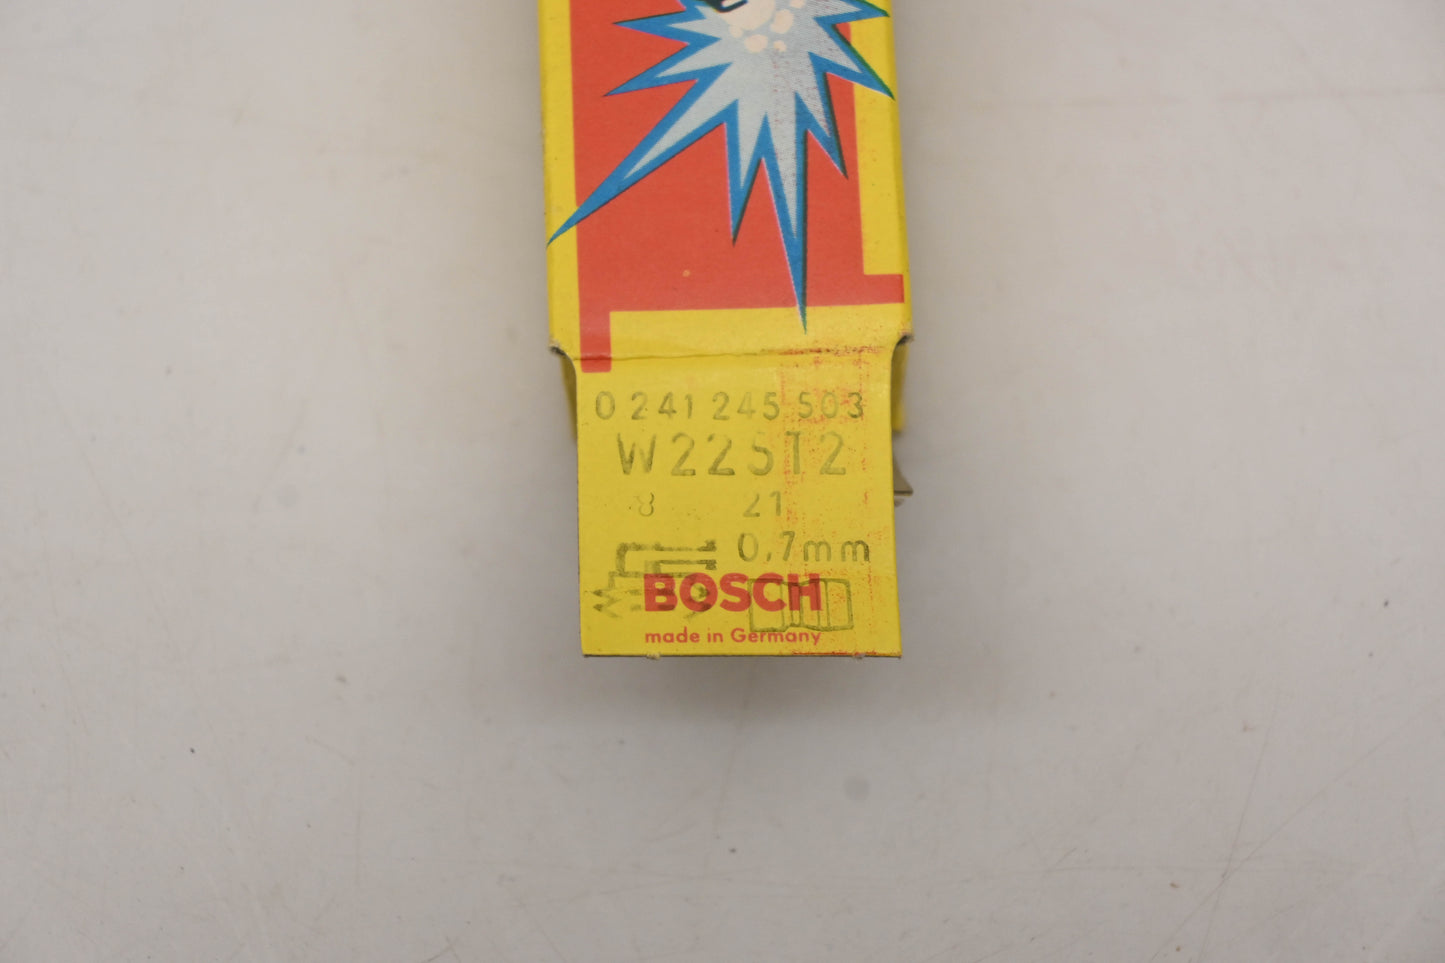 0 241 245 503
W225T2
8 21
0,7mm
BOSCH
made in Germany